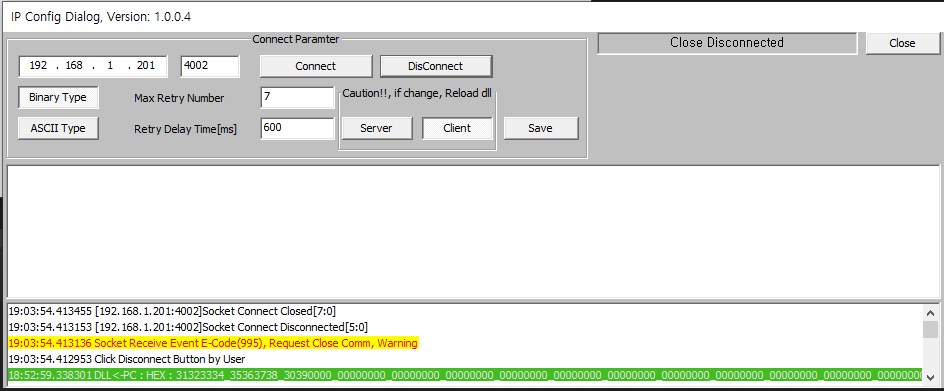 IP Config Dialog, Version: 1.0.0.4
Connect Paramter
Close Disconnected
Close
192 . 168 . 1 . 201
4002
Connect
DisConnect
Binary Type
Max Retry Number
7
Caution!!, if change, Reload dll
ASCII Type
Retry Delay Time[ms]
600
Server
Client
Save
19:03:54.413455 [192.168.1.201:4002]Socket Connect Closed[7:0]
19:03:54.413153 [192.168.1.201:4002]Socket Connect Disconnected[5:0]
19:03:54.413136 Socket Receive Event E-Code(995), Request Close Comm, Warning
19:03:54.412953 Click Disconnect Button by User
18:52:59.338301 DLL<-PC : HEX : 31323334_35363738_30390000_00000000_00000000_00000000_00000000_00000000_00000000_00000000_00000000_00000000_00000000_00000000